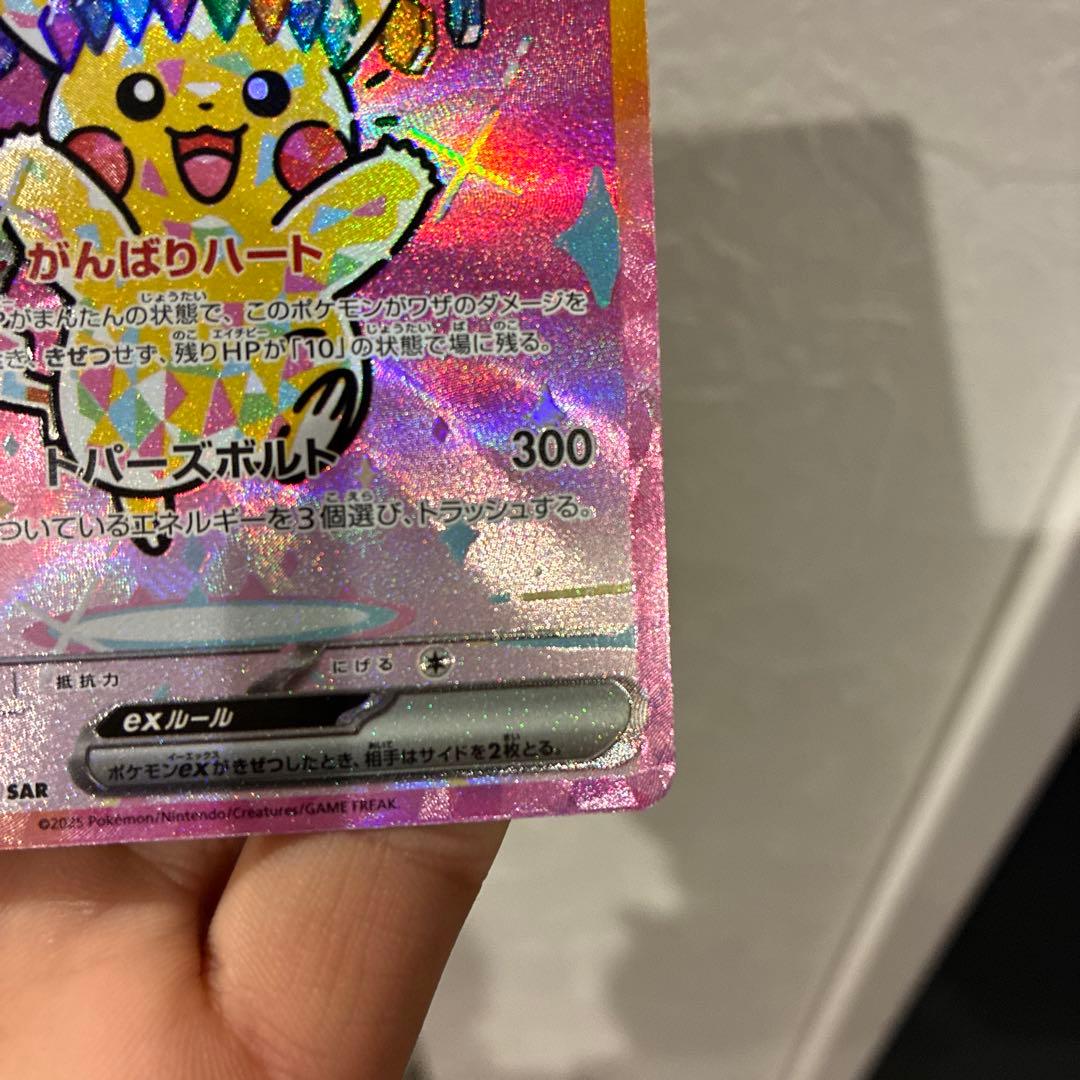 がんばりハート
がまんたんの状態で、このポケモンがワザのダメージを
き、きぜつせず、残りHPが「10」の状態で場に残る。
トパーズボルト 300
ついているエネルギーを3個選び、トラッシュする。
抵抗力 にげる
exルール
ポケモンexがきぜつしたとき、相手はサイドを2枚とる。
SAR
©2025 Pokémon/Nintendo/Creatures/GAME FREAK.